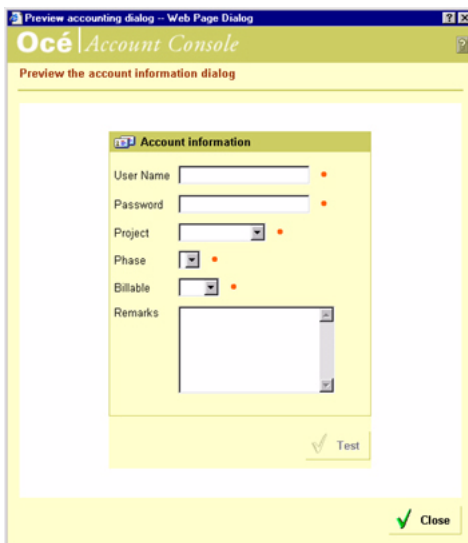 Preview accounting dialog -- Web Page Dialog
Océ Account Console
Preview the account information dialog
Account information
User Name
Password
Project
Phase
Billable
Remarks
Test
Close